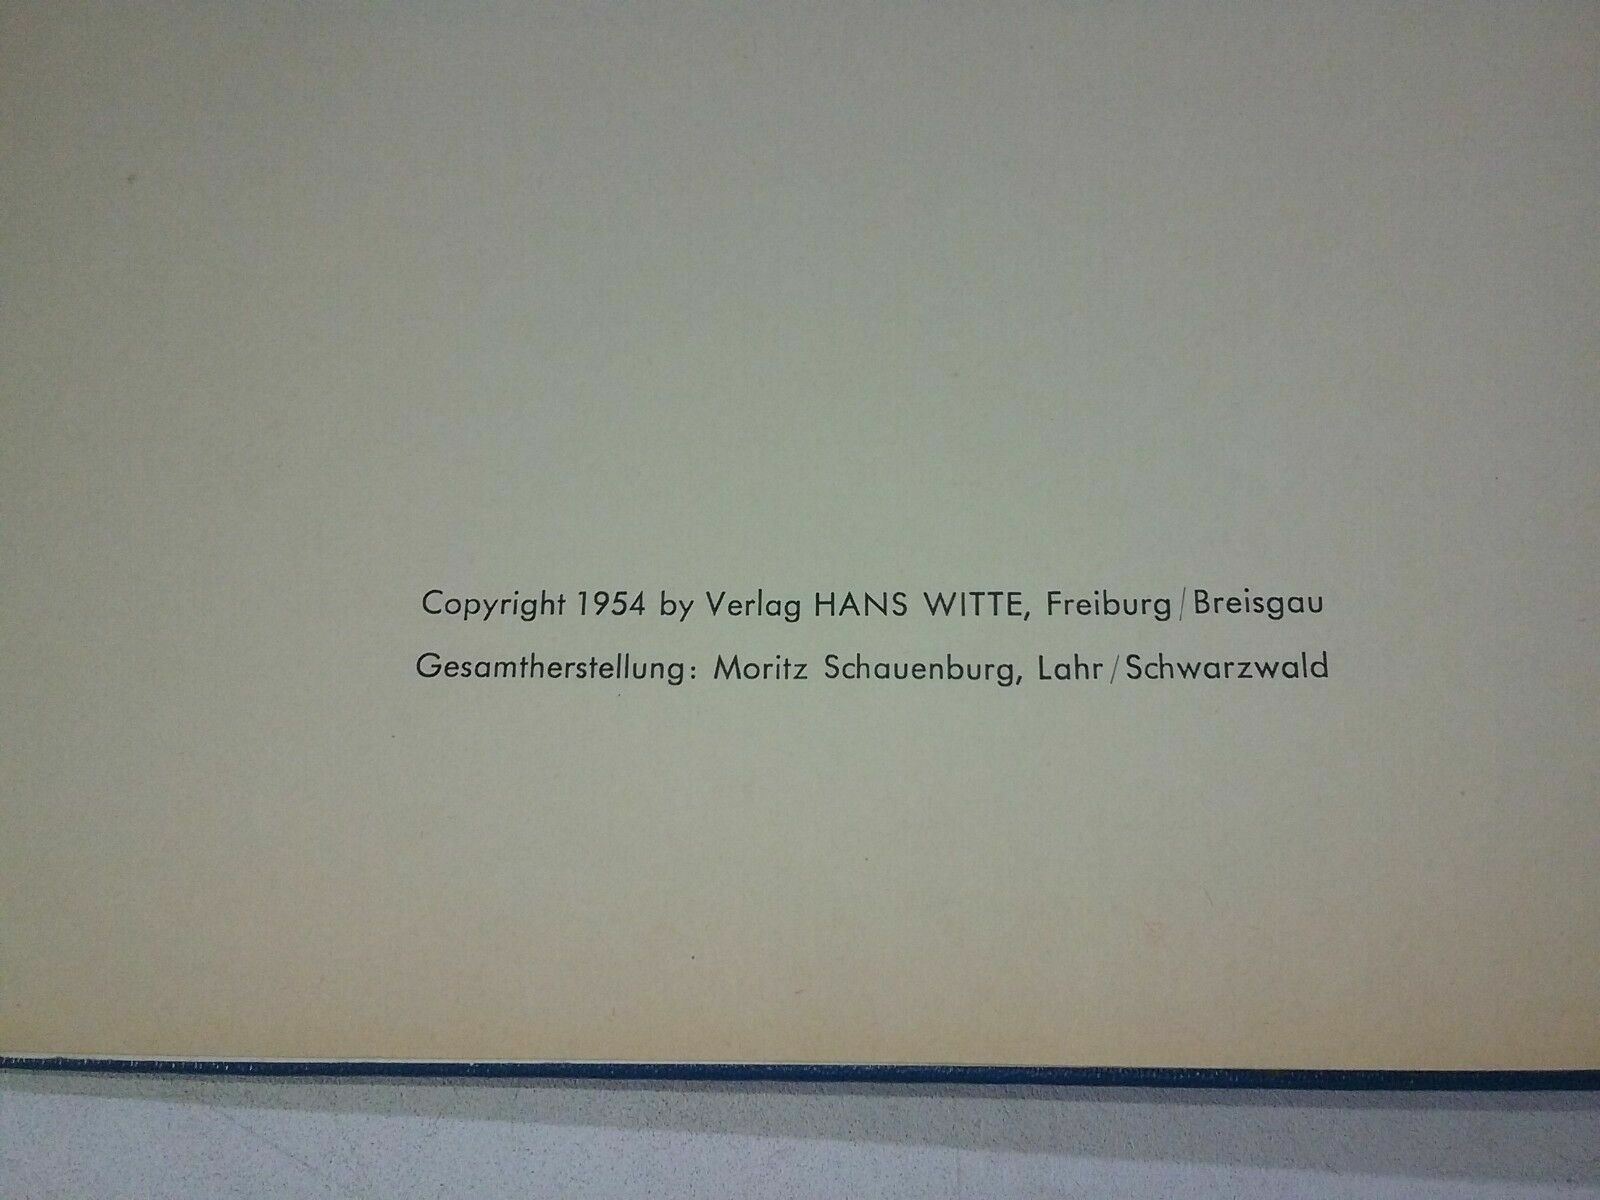 Copyright 1954 by Verlag HANS WITTE, Freiburg/Breisgau
Gesamtherstellung: Moritz Schauenburg, Lahr/Schwarzwald